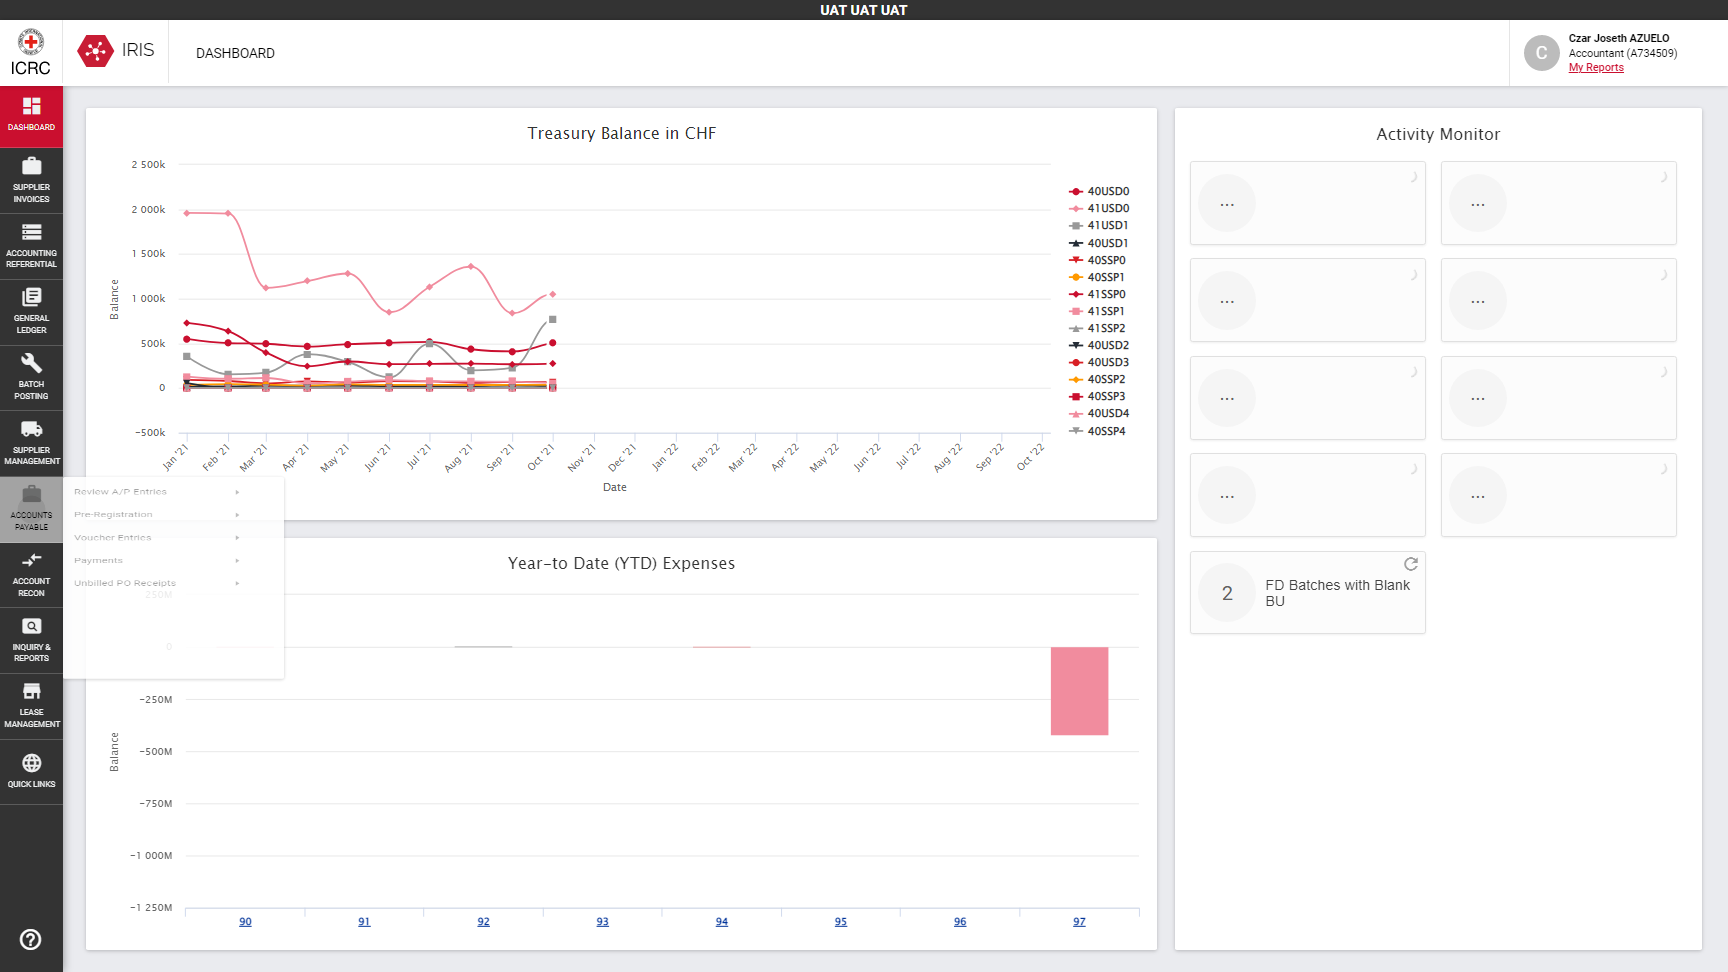 UAT UAT UAT
ICRC
IRIS
DASHBOARD
C
Czar Joseth AZUELO
Accountant (A734509)
My Reports
DASHBOARD
SUPPLIER
INVOICES
ACCOUNTING
REFERENTIAL
GENERAL
LEDGER
BATCH
POSTING
SUPPLIER
MANAGEMENT
ACCOUNTS
PAYABLE
ACCOUNT
RECON
INQUIRY &
REPORTS
LEASE
MANAGEMENT
QUICK LINKS
Review A/P Entries
Pre-Registration
Voucher Entries
Payments
Unbilled PO Receipts
Treasury Balance in CHF
2 500k
2 000k
1 500k
1 000k
500k
0
−500k
Balance
Jan '21
Feb '21
Mar '21
Apr '21
May '21
Jun '21
Jul '21
Aug '21
Sep '21
Oct '21
Nov '21
Dec '21
Jan '22
Feb '22
Mar '22
Apr '22
May '22
Jun '22
Jul '22
Aug '22
Sep '22
Oct '22
Date
40USD0
41USD0
41USD1
40USD1
40SSP0
40SSP1
41SSP0
41SSP1
41SSP2
40USD2
40USD3
40SSP2
40SSP3
40USD4
40SSP4
Year-to Date (YTD) Expenses
250M
0
−250M
−500M
−750M
−1 000M
−1 250M
Balance
90
91
92
93
94
95
96
97
Activity Monitor
...
...
...
...
...
...
...
...
2
FD Batches with Blank
BU